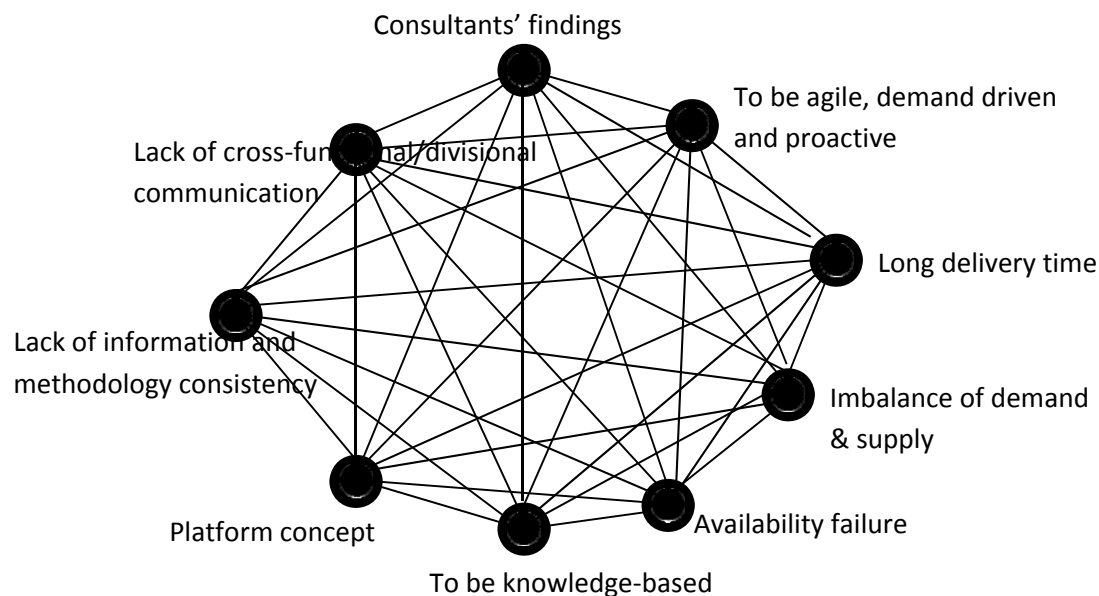 Consultants’ findings
To be agile, demand driven
and proactive
Lack of cross-functional/divisional
communication
Long delivery time
Lack of information and
methodology consistency
Imbalance of demand
& supply
Platform concept
Availability failure
To be knowledge-based